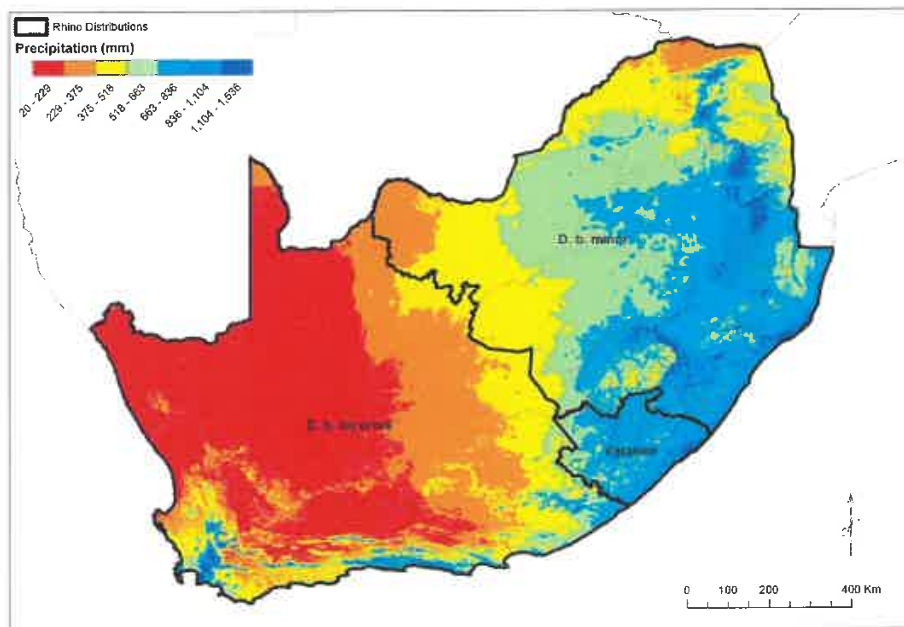 Rhino Distributions
Precipitation (mm)
20 - 229
229 - 375
375 - 518
518 - 663
663 - 836
836 - 1,104
1,104 - 1,536
D. b. minor
D. b.
0 100 200 400 Km